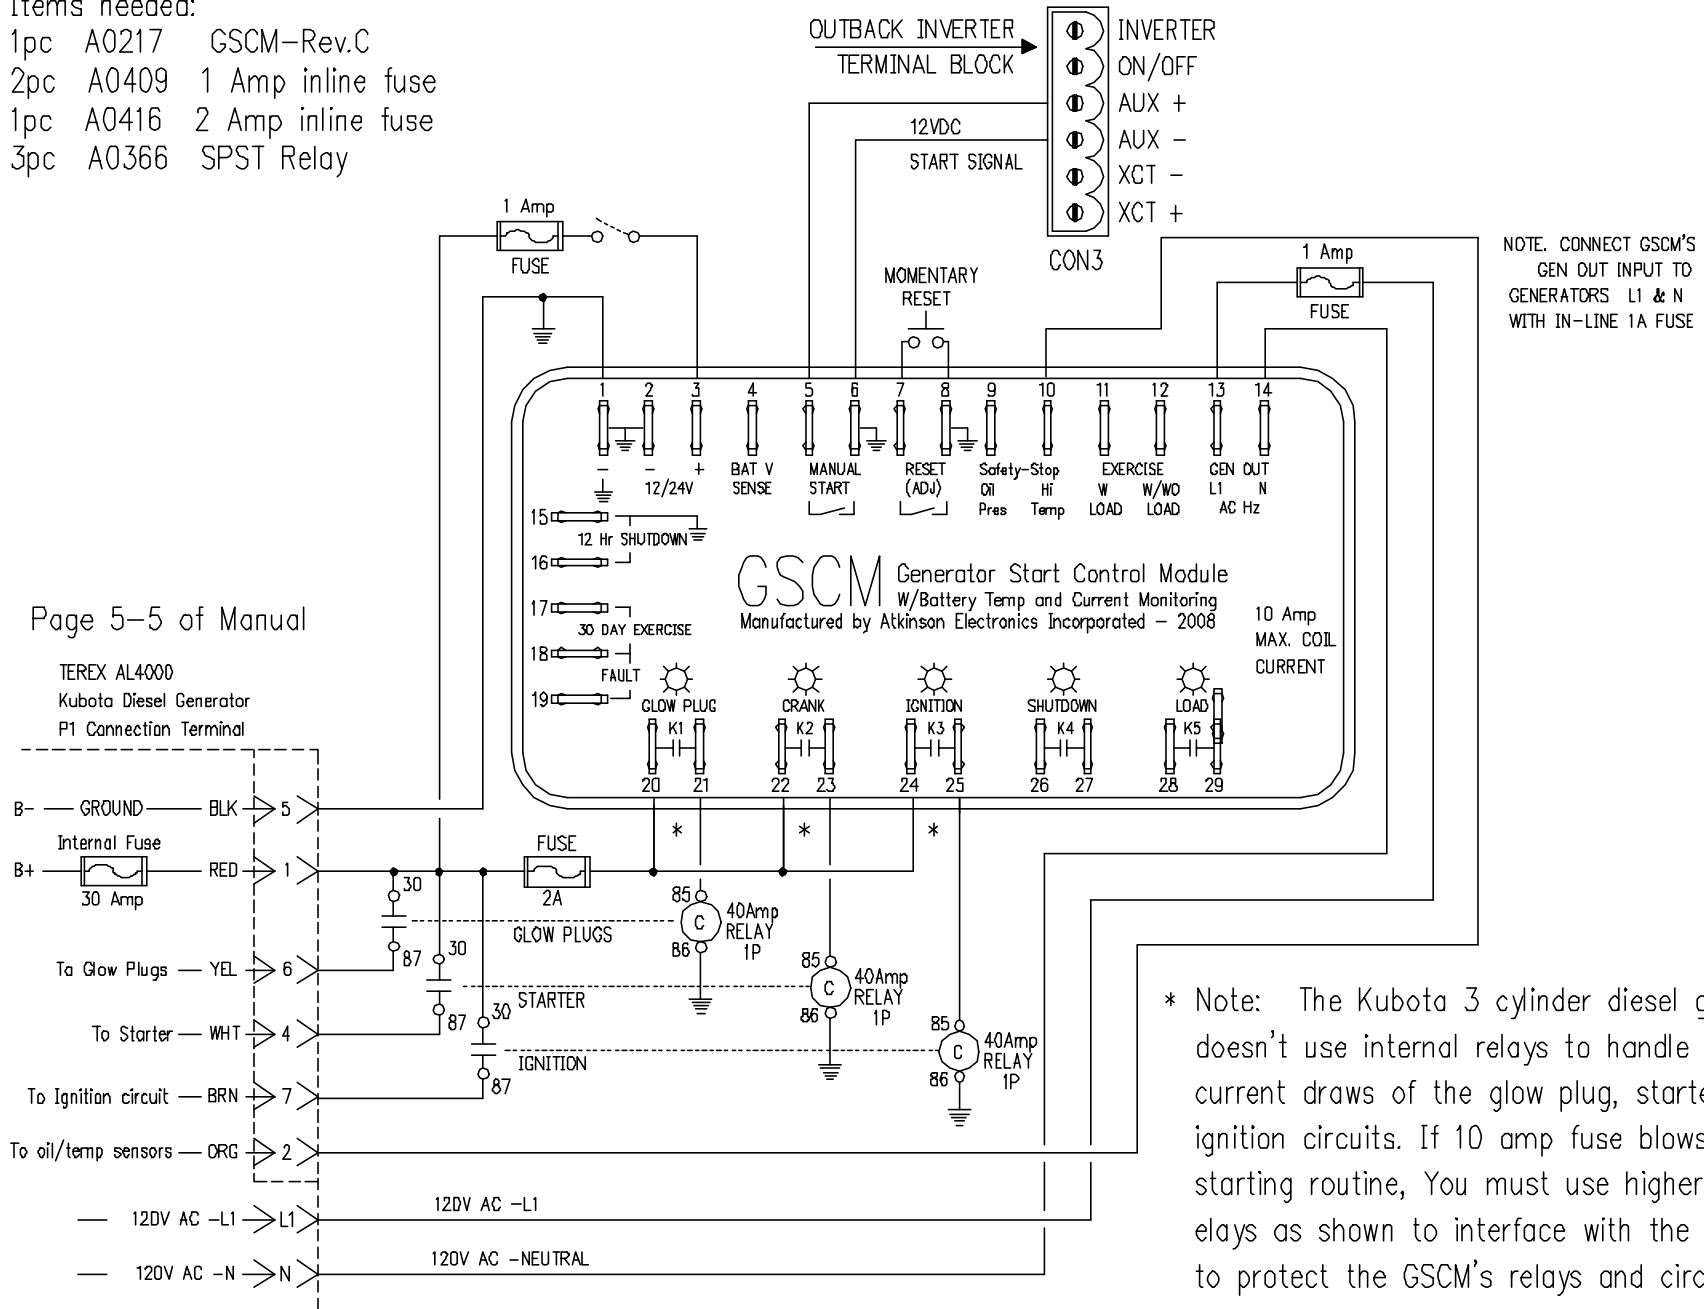 Items needed:
1pc A0217 GSCM-Rev.C
2pc A0409 1 Amp inline fuse
1pc A0416 2 Amp inline fuse
3pc A0366 SPST Relay
OUTBACK INVERTER
TERMINAL BLOCK
INVERTER
ON/OFF
AUX +
AUX -
XCT -
XCT +
CON3
12VDC
START SIGNAL
1 Amp
FUSE
MOMENTARY
RESET
1 Amp
FUSE
NOTE. CONNECT GSCM'S
GEN OUT INPUT TO
GENERATORS L1 & N
WITH IN-LINE 1A FUSE
1 2 3 4 5 6 7 8 9 10 11 12 13 14
- - +
12/24V
BAT V
SENSE
MANUAL
START
RESET
(ADJ)
Safety-Stop
Oil Hi
Pres Temp
EXERCISE
W W/WO
LOAD LOAD
GEN OUT
L1 N
AC Hz
15
12 Hr SHUTDOWN
16
17
30 DAY EXERCISE
18
FAULT
19
GSCM
Generator Start Control Module
W/Battery Temp and Current Monitoring
Manufactured by Atkinson Electronics Incorporated - 2008
10 Amp
MAX. COIL
CURRENT
GLOW PLUG CRANK IGNITION SHUTDOWN LOAD
K1 K2 K3 K4 K5
20 21 22 23 24 25 26 27 28 29
* * *
Page 5-5 of Manual
TEREX AL4000
Kubota Diesel Generator
P1 Connection Terminal
B- GROUND BLK 5
Internal Fuse
B+ RED 1
30 Amp
FUSE
2A
30
87
GLOW PLUGS
85
86
C
40Amp
RELAY
1P
To Glow Plugs YEL 6
30
87
STARTER
85
86
C
40Amp
RELAY
1P
To Starter WHT 4
30
87
IGNITION
85
86
C
40Amp
RELAY
1P
To Ignition circuit BRN 7
To oil/temp sensors ORG 2
120V AC -L1 L1
120V AC -L1
120V AC -N N
120V AC -NEUTRAL
* Note: The Kubota 3 cylinder diesel g
doesn't use internal relays to handle
current draws of the glow plug, starte
ignition circuits. If 10 amp fuse blows
starting routine, You must use higher
elays as shown to interface with the
to protect the GSCM's relays and circ